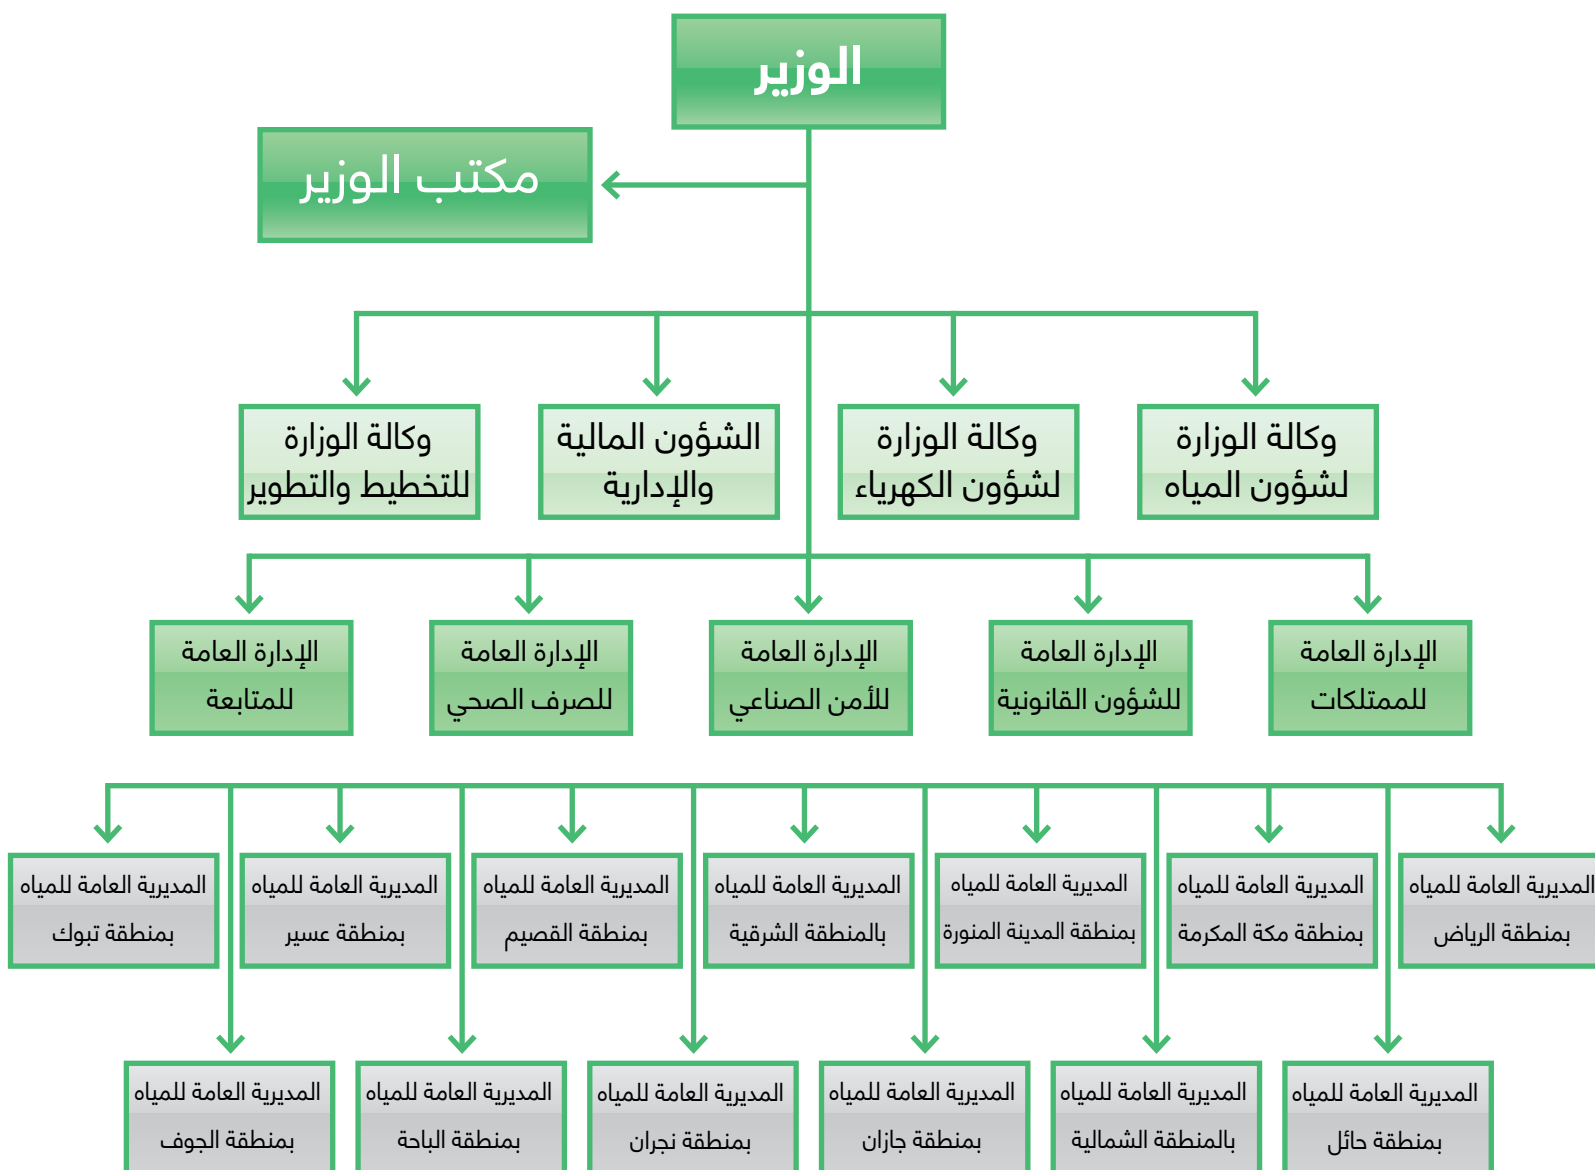 الوزير
مكتب الوزير
وكالة الوزارة
لشؤون المياه
وكالة الوزارة
لشؤون الكهرباء
الشؤون المالية
والإدارية
وكالة الوزارة
للتخطيط والتطوير
الإدارة العامة
للممتلكات
الإدارة العامة
للشؤون القانونية
الإدارة العامة
للأمن الصناعي
الإدارة العامة
للصرف الصحي
الإدارة العامة
للمتابعة
المديرية العامة للمياه
بمنطقة الرياض
المديرية العامة للمياه
بمنطقة مكة المكرمة
المديرية العامة للمياه
بمنطقة المدينة المنورة
المديرية العامة للمياه
بالمنطقة الشرقية
المديرية العامة للمياه
بمنطقة القصيم
المديرية العامة للمياه
بمنطقة عسير
المديرية العامة للمياه
بمنطقة تبوك
المديرية العامة للمياه
بمنطقة حائل
المديرية العامة للمياه
بالمنطقة الشمالية
المديرية العامة للمياه
بمنطقة جازان
المديرية العامة للمياه
بمنطقة نجران
المديرية العامة للمياه
بمنطقة الباحة
المديرية العامة للمياه
بمنطقة الجوف